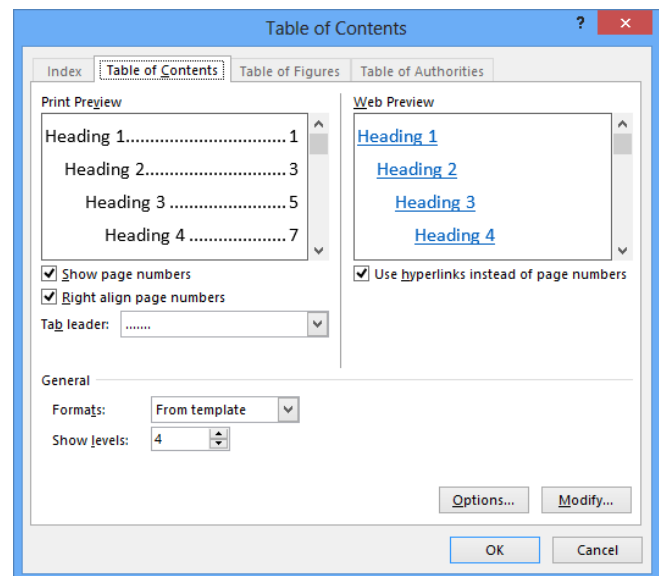 Table of Contents
? ×
Index Table of Contents Table of Figures Table of Authorities
Print Preview
Heading 1................................1
Heading 2............................3
Heading 3 .......................5
Heading 4 ...................7
Show page numbers
Right align page numbers
Tab leader: .......
Web Preview
Heading 1
Heading 2
Heading 3
Heading 4
Use hyperlinks instead of page numbers
General
Formats: From template
Show levels: 4
Options... Modify...
OK Cancel